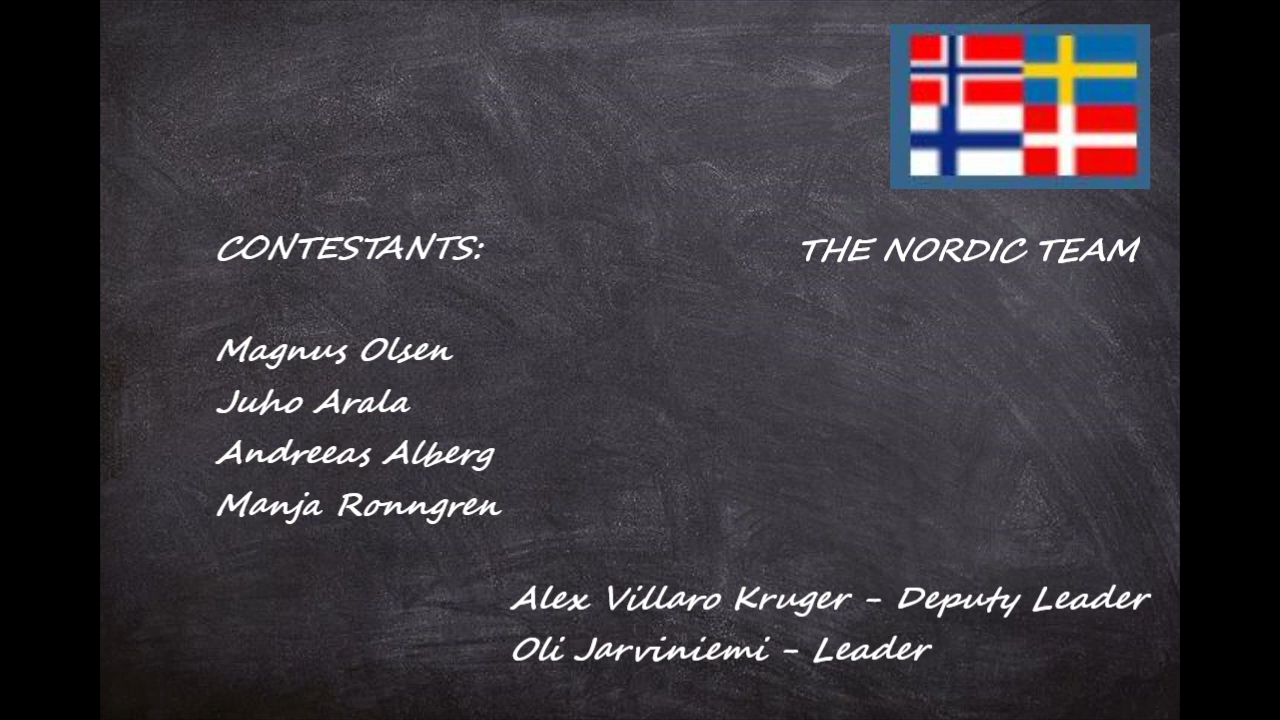 CONTESTANTS:
THE NORDIC TEAM
Magnus Olsen
Juho Arala
Andreeas Alberg
Manja Ronngren
Alex Villaro Kruger - Deputy Leader
Oli Jarviniemi - Leader